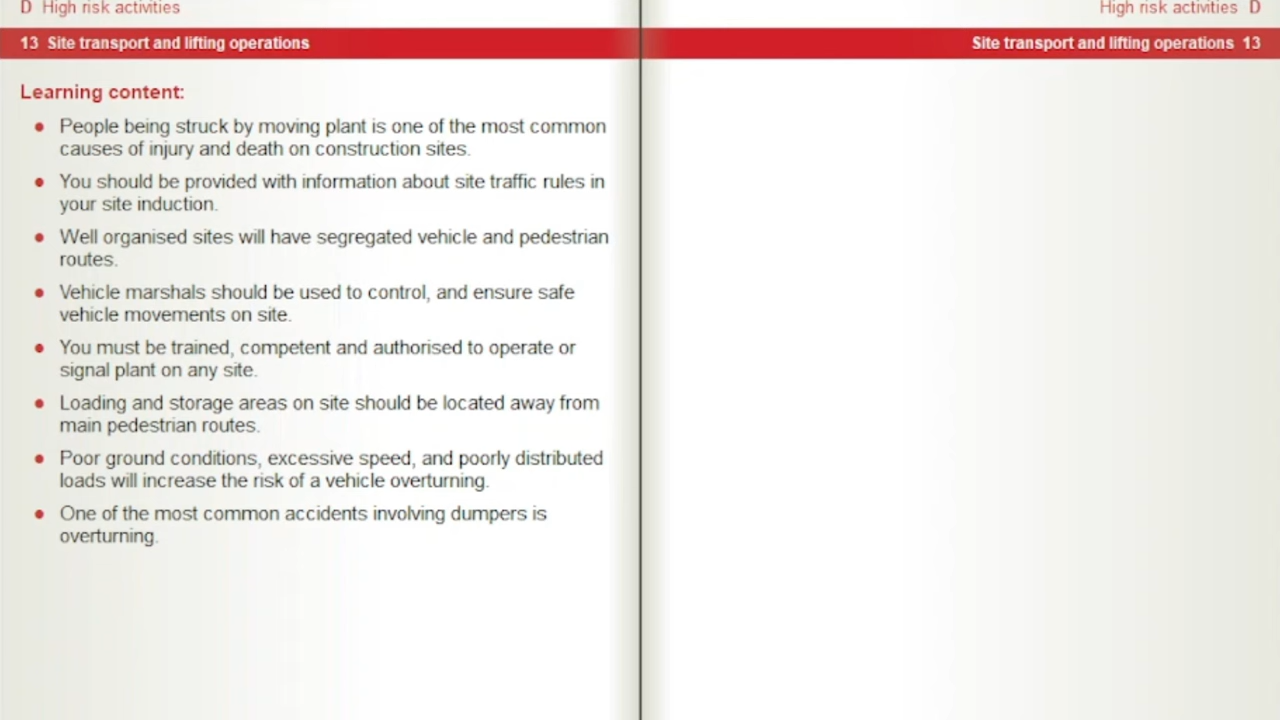 D High risk activities
13 Site transport and lifting operations
Learning content:
● People being struck by moving plant is one of the most common
causes of injury and death on construction sites.
● You should be provided with information about site traffic rules in
your site induction.
● Well organised sites will have segregated vehicle and pedestrian
routes.
● Vehicle marshals should be used to control, and ensure safe
vehicle movements on site.
● You must be trained, competent and authorised to operate or
signal plant on any site.
● Loading and storage areas on site should be located away from
main pedestrian routes.
● Poor ground conditions, excessive speed, and poorly distributed
loads will increase the risk of a vehicle overturning.
● One of the most common accidents involving dumpers is
overturning.
High risk activities D
Site transport and lifting operations 13